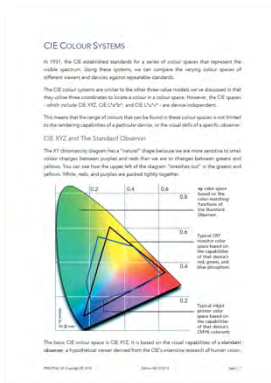 CIE COLOUR SYSTEMS
In 1931, the CIE established standards for a series of colour spaces that represent the
visible spectrum. Using these systems, we can compare the varying colour spaces of
different viewers and devices against repeatable standards.
The CIE colour systems are similar to the other three-value models we've discussed in that
they utilise three coordinates to locate a colour in a colour space. However, the CIE spaces
- which include CIE XYZ, CIE L*a*b*, and CIE L*u*v* - are device-independent.
This means that the range of colours that can be found in these colour spaces is not limited
to the rendering capabilities of a particular device, or the visual skills of a specific observer.
CIE XYZ and The Standard Observer
The XY chromaticity diagram has a "natural" shape because we are more sensitive to small
colour changes between purples and reds than we are to changes between greens and
yellows. You can see how the upper left of the diagram "stretches out" in the greens and
yellows. White, reds, and purples are packed tightly together.
0.2
0.4
0.6
0.8
xy color space
based on the
color-matching
functions of
the Standard
Observer.
0.6
Typical CRT
monitor color
space based on
the capabilities
of that device's
red, green, and
blue phosphors.
0.4
0.2
Typical inkjet
printer color
space based on
the capabilities
of that device's
CMYK colorants
The basic CIE colour space is CIE XYZ. It is based on the visual capabilities of a standard
observer, a hypothetical viewer derived from the CIE's extensive research of human vision.